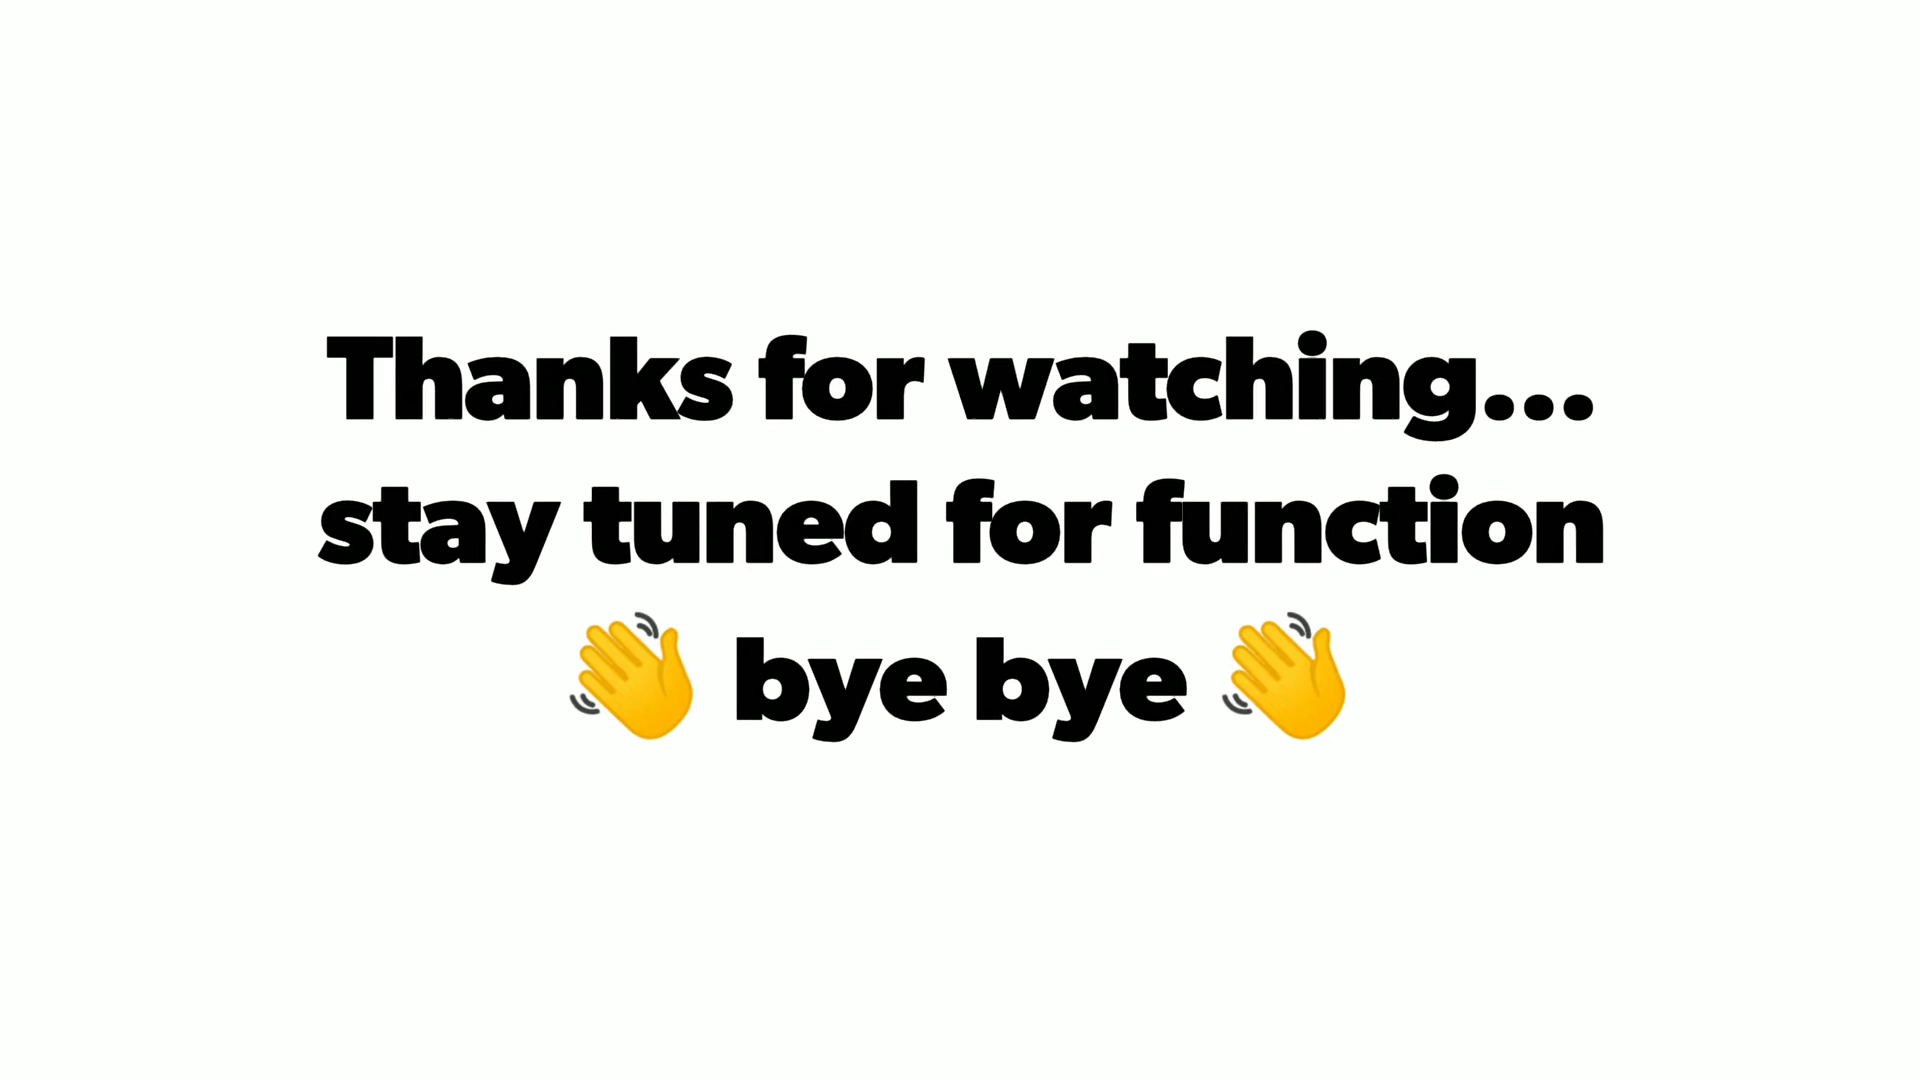 Thanks for watching...
stay tuned for function
👋 bye bye 👋